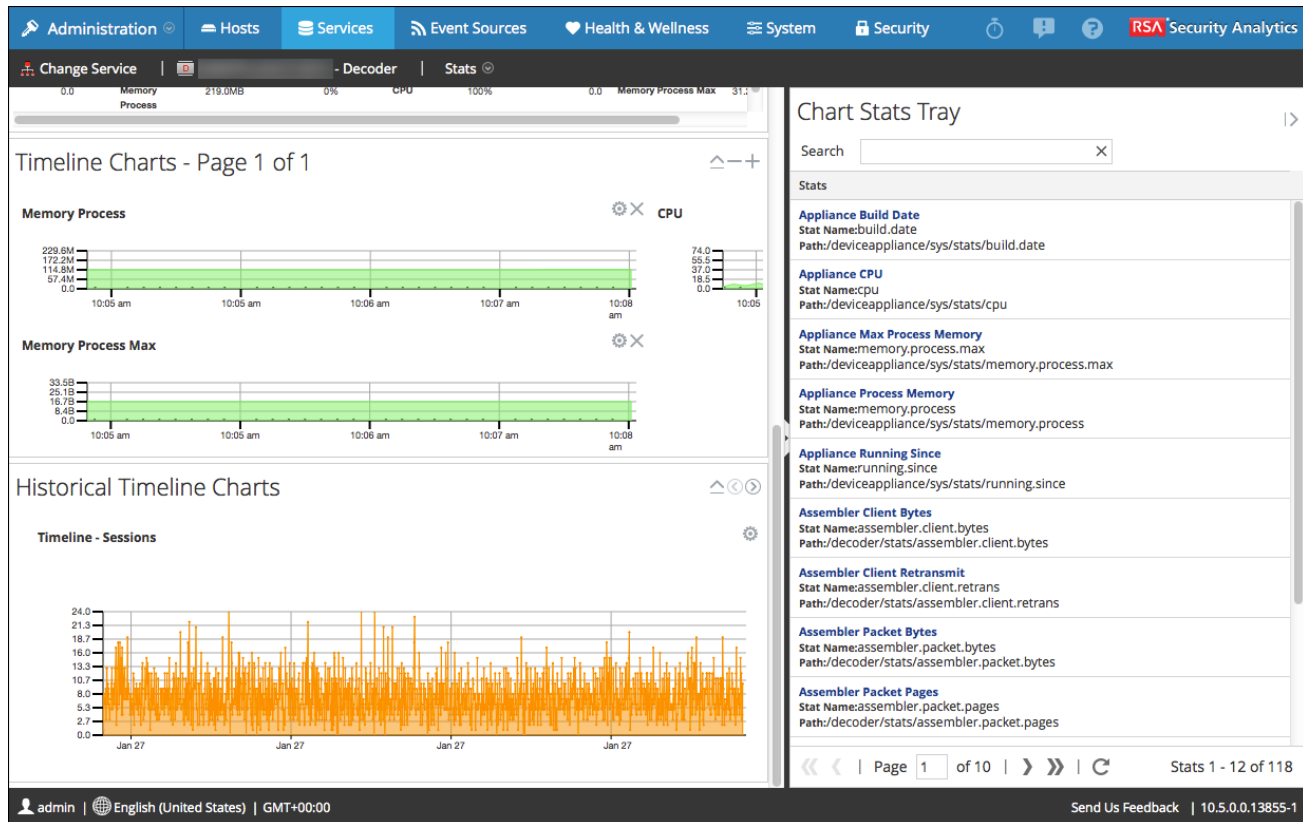 Administration Hosts Services Event Sources Health & Wellness System Security RSA Security Analytics
Change Service | - Decoder | Stats
0.0 Memory Process 219.0MB 0% CPU 100% 0.0 Memory Process Max
Timeline Charts - Page 1 of 1
Memory Process
CPU
229.6M
172.2M
114.8M
57.4M
0.0
10:05 am 10:05 am 10:06 am 10:07 am 10:08 am
74.0
55.5
37.0
18.5
0.0
10:05
Memory Process Max
33.5B
25.1B
16.7B
8.4B
0.0
10:05 am 10:05 am 10:06 am 10:07 am 10:08 am
Historical Timeline Charts
Timeline - Sessions
24.0
21.3
18.7
16.0
13.3
10.7
8.0
5.3
2.7
0.0
Jan 27 Jan 27 Jan 27 Jan 27
Chart Stats Tray
Search
Stats
Appliance Build Date
Stat Name:build.date
Path:/deviceappliance/sys/stats/build.date
Appliance CPU
Stat Name:cpu
Path:/deviceappliance/sys/stats/cpu
Appliance Max Process Memory
Stat Name:memory.process.max
Path:/deviceappliance/sys/stats/memory.process.max
Appliance Process Memory
Stat Name:memory.process
Path:/deviceappliance/sys/stats/memory.process
Appliance Running Since
Stat Name:running.since
Path:/deviceappliance/sys/stats/running.since
Assembler Client Bytes
Stat Name:assembler.client.bytes
Path:/decoder/stats/assembler.client.bytes
Assembler Client Retransmit
Stat Name:assembler.client.retrans
Path:/decoder/stats/assembler.client.retrans
Assembler Packet Bytes
Stat Name:assembler.packet.bytes
Path:/decoder/stats/assembler.packet.bytes
Assembler Packet Pages
Stat Name:assembler.packet.pages
Path:/decoder/stats/assembler.packet.pages
| Page 1 of 10 | | Stats 1 - 12 of 118
admin | English (United States) | GMT+00:00
Send Us Feedback | 10.5.0.0.13855-1